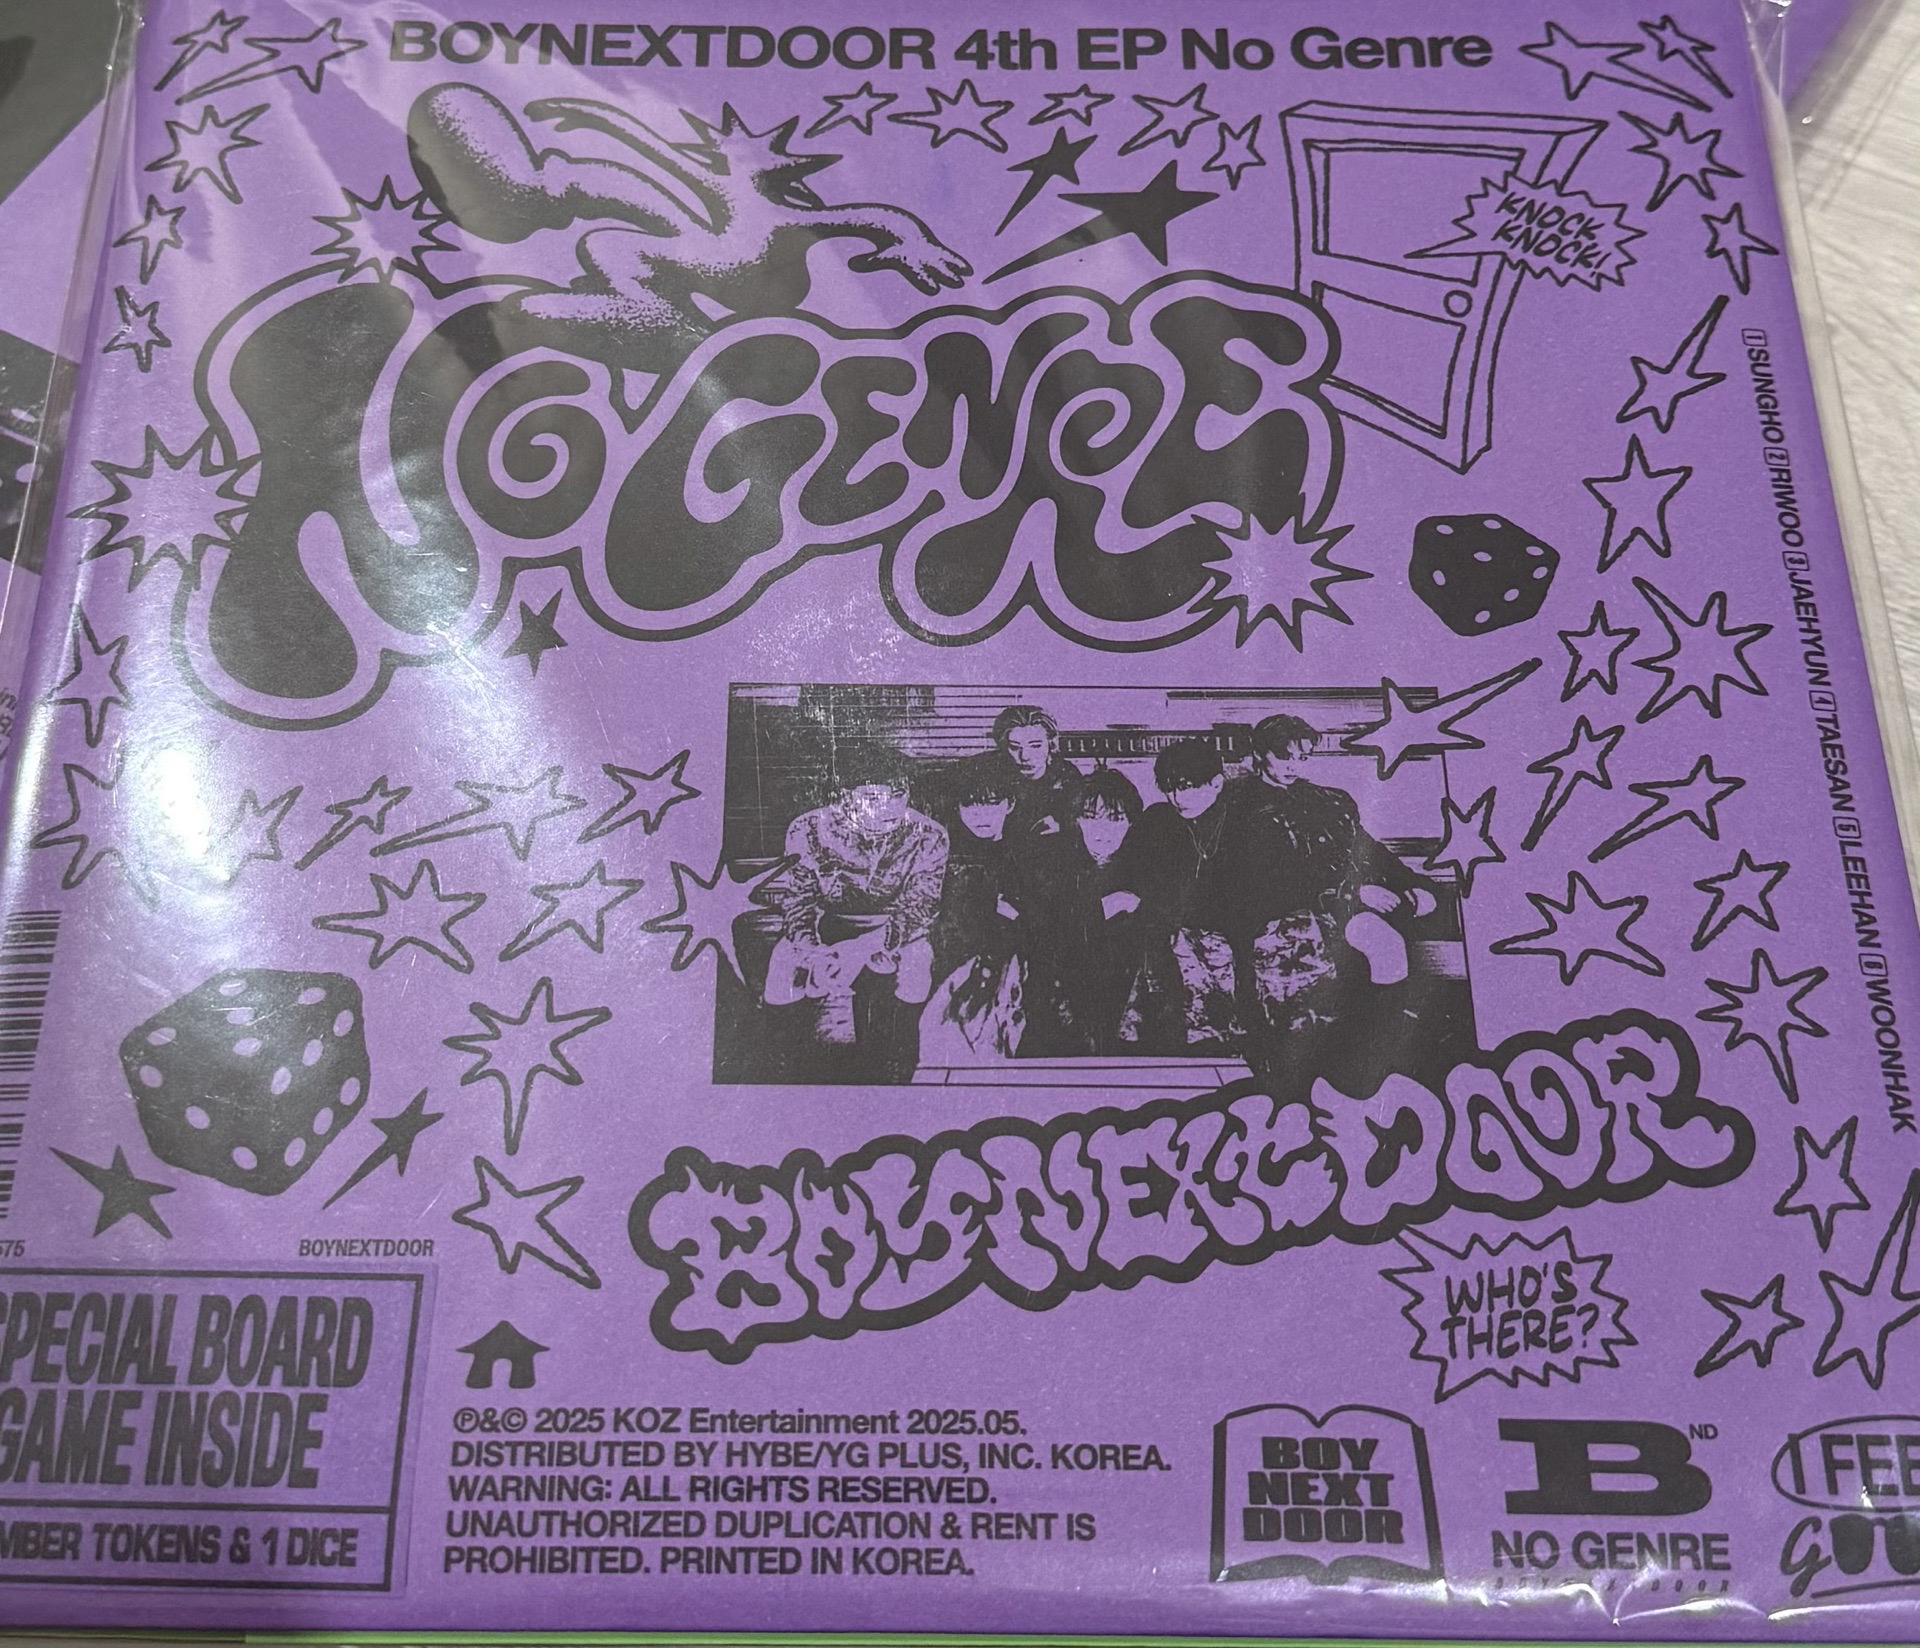 BOYNEXTDOOR 4th EP No Genre
KNOCK
KNOCK!
NO GENRE
1 SUNGHO 2 RIWOO 3 JAEHYUN 4 TAESAN 5 LEEHAN 6 WOONHAK
BOYNEXTDOOR
WHO'S
THERE?
BOYNEXTDOOR
SPECIAL BOARD
GAME INSIDE
TOKENS & 1 DICE
Ⓟ&© 2025 KOZ Entertainment 2025.05.
DISTRIBUTED BY HYBE/YG PLUS, INC. KOREA.
WARNING: ALL RIGHTS RESERVED.
UNAUTHORIZED DUPLICATION & RENT IS
PROHIBITED. PRINTED IN KOREA.
BOY
NEXT
DOOR
B ND
NO GENRE
BOYNEXTDOOR
I FEE